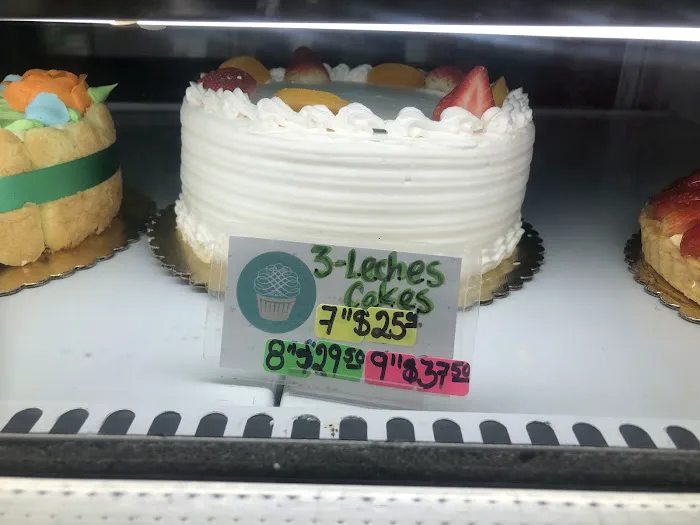 3-Leches
Cakes
7" $25.00
8" $29.50 9" $37.50